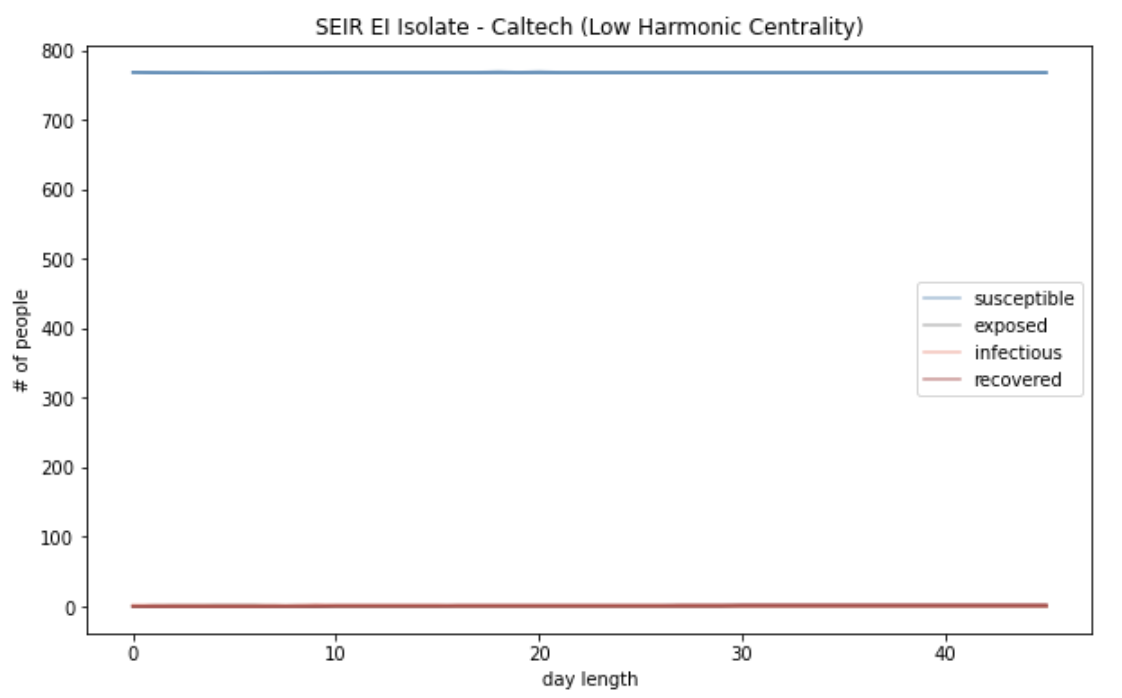 SEIR EI Isolate - Caltech (Low Harmonic Centrality)
800
700
600
500
400
300
200
100
0
# of people
susceptible
exposed
infectious
recovered
0 10 20 30 40
day length